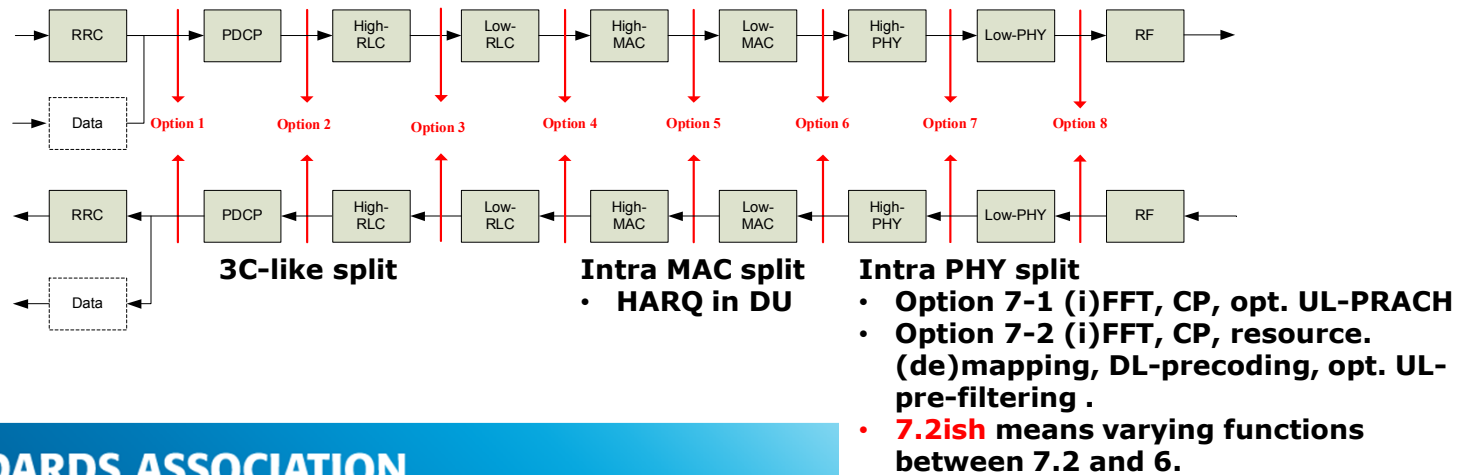 RRC PDCP High-RLC Low-RLC High-MAC Low-MAC High-PHY Low-PHY RF
Data
Option 1 Option 2 Option 3 Option 4 Option 5 Option 6 Option 7 Option 8
RRC PDCP High-RLC Low-RLC High-MAC Low-MAC High-PHY Low-PHY RF
Data
3C-like split
Intra MAC split
• HARQ in DU
Intra PHY split
• Option 7-1 (i)FFT, CP, opt. UL-PRACH
• Option 7-2 (i)FFT, CP, resource.
(de)mapping, DL-precoding, opt. UL-
pre-filtering .
• 7.2ish means varying functions
between 7.2 and 6.